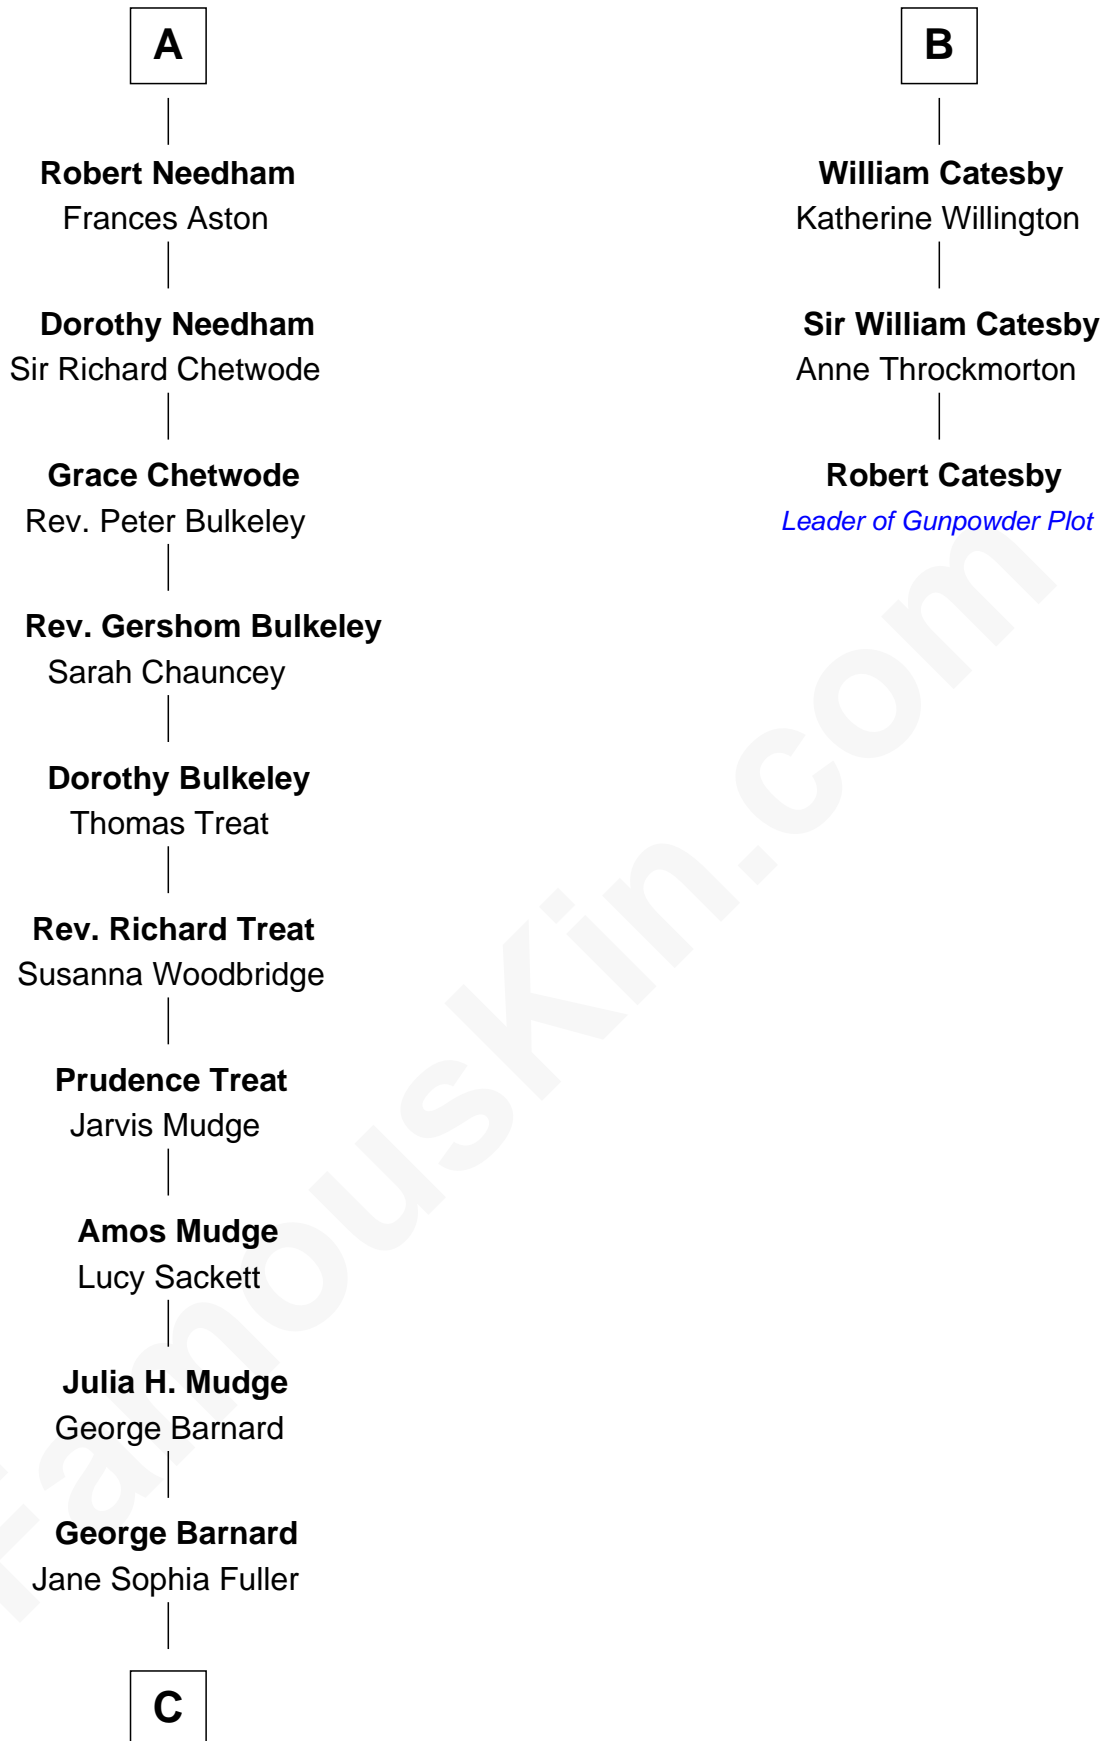 A
Robert Needham
Frances Aston
Dorothy Needham
Sir Richard Chetwode
Grace Chetwode
Rev. Peter Bulkeley
Rev. Gershom Bulkeley
Sarah Chauncey
Dorothy Bulkeley
Thomas Treat
Rev. Richard Treat
Susanna Woodbridge
Prudence Treat
Jarvis Mudge
Amos Mudge
Lucy Sackett
Julia H. Mudge
George Barnard
George Barnard
Jane Sophia Fuller
C
B
William Catesby
Katherine Willington
Sir William Catesby
Anne Throckmorton
Robert Catesby
Leader of Gunpowder Plot
FamousKin.com